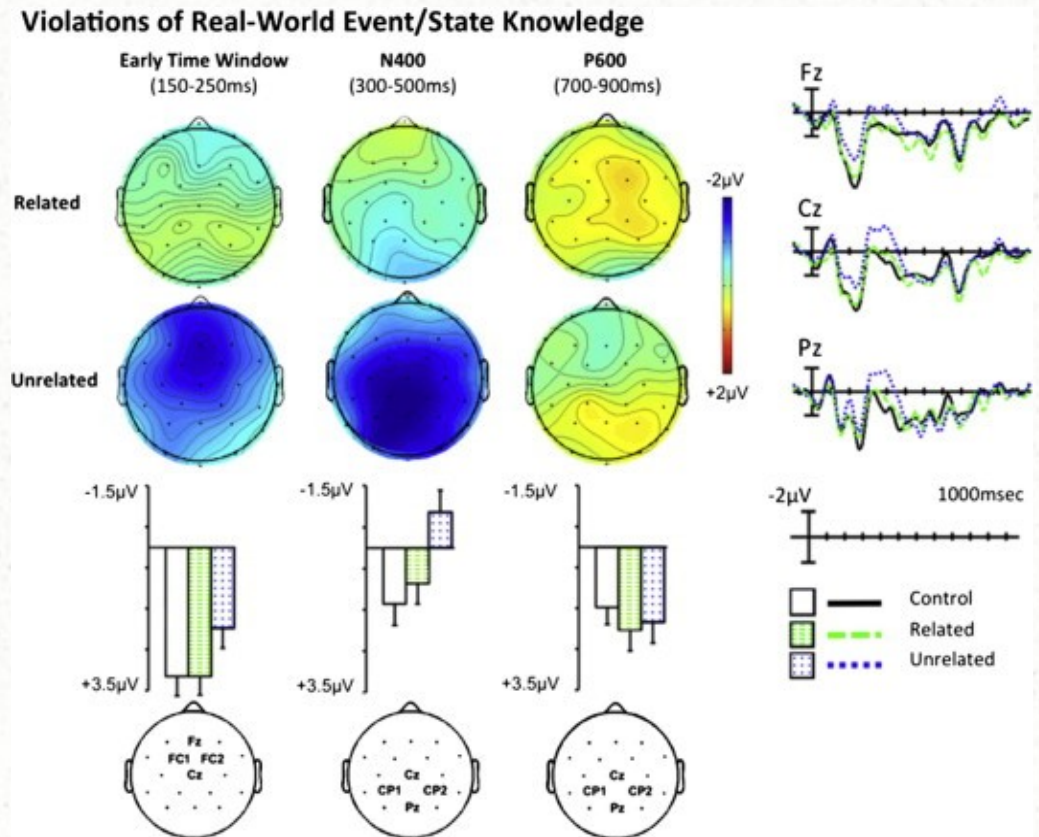 Violations of Real-World Event/State Knowledge
Early Time Window
(150-250ms)
N400
(300-500ms)
P600
(700-900ms)
Related
Unrelated
-2µV
+2µV
Fz
Cz
Pz
-1.5µV
+3.5µV
-1.5µV
+3.5µV
-1.5µV
+3.5µV
-2µV
1000msec
Control
Related
Unrelated
Fz
FC1 FC2
Cz
Cz
CP1 CP2
Pz
Cz
CP1 CP2
Pz